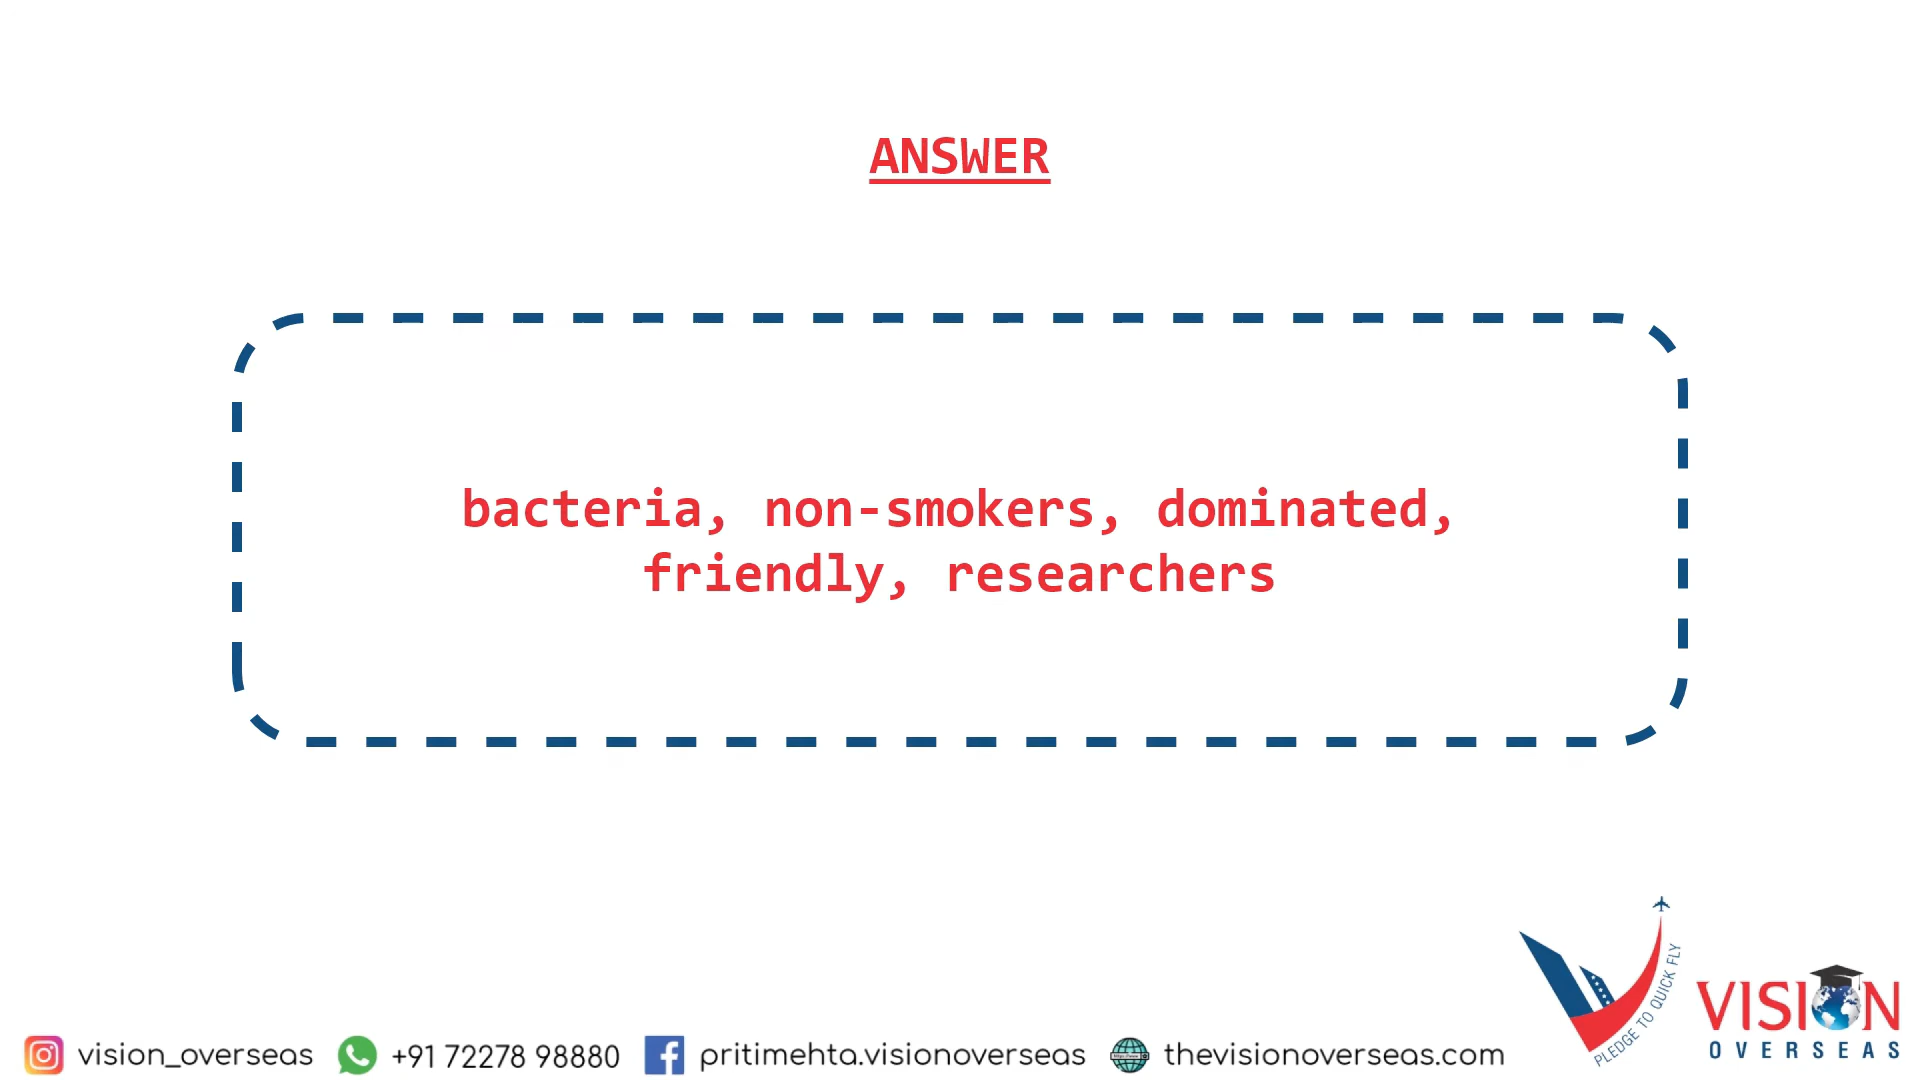 ANSWER
bacteria, non-smokers, dominated,
friendly, researchers
PLEDGE TO QUICK FLY
VISION
OVERSEAS
vision_overseas +91 72278 98880 pritimehta.visionoverseas thevisionoverseas.com